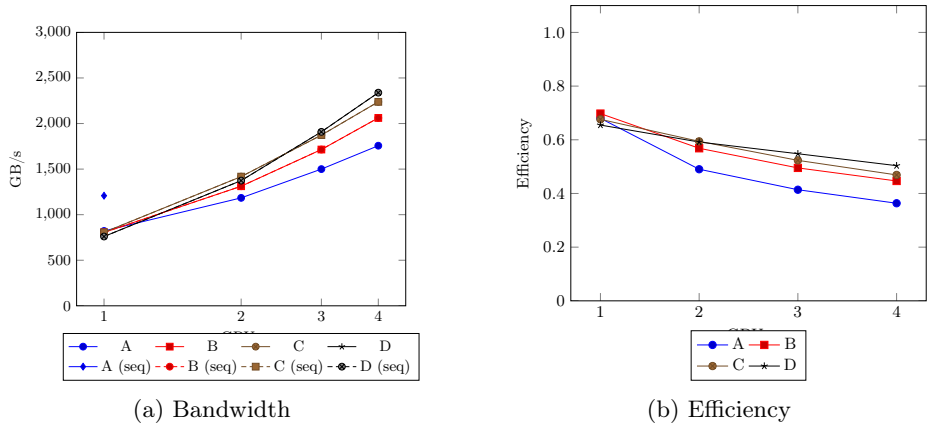 3,000
2,500
2,000
1,500
1,000
500
0
GB/s
1 2 3 4
A B C D
A (seq) B (seq) C (seq) D (seq)
(a) Bandwidth
1.0
0.8
0.6
0.4
0.2
0
Efficiency
1 2 3 4
A B
C D
(b) Efficiency